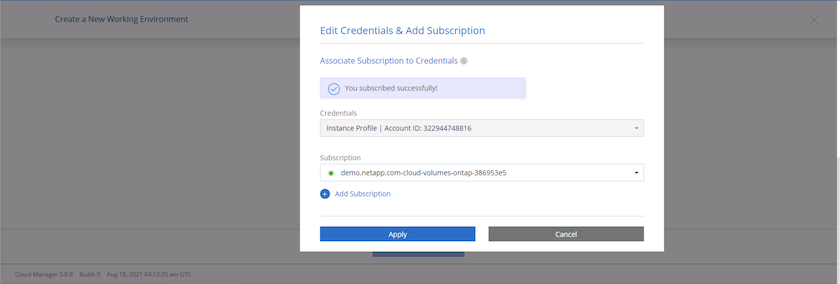 Create a New Working Environment
Edit Credentials & Add Subscription
Associate Subscription to Credentials
You subscribed successfully!
Credentials
Instance Profile | Account ID: 322944748816
Subscription
demo.netapp.com-cloud-volumes-ontap-386953e5
Add Subscription
Apply Cancel
Cloud Manager 3.9.9 Build: 0 Aug 18, 2021 04:13:35 am UTC